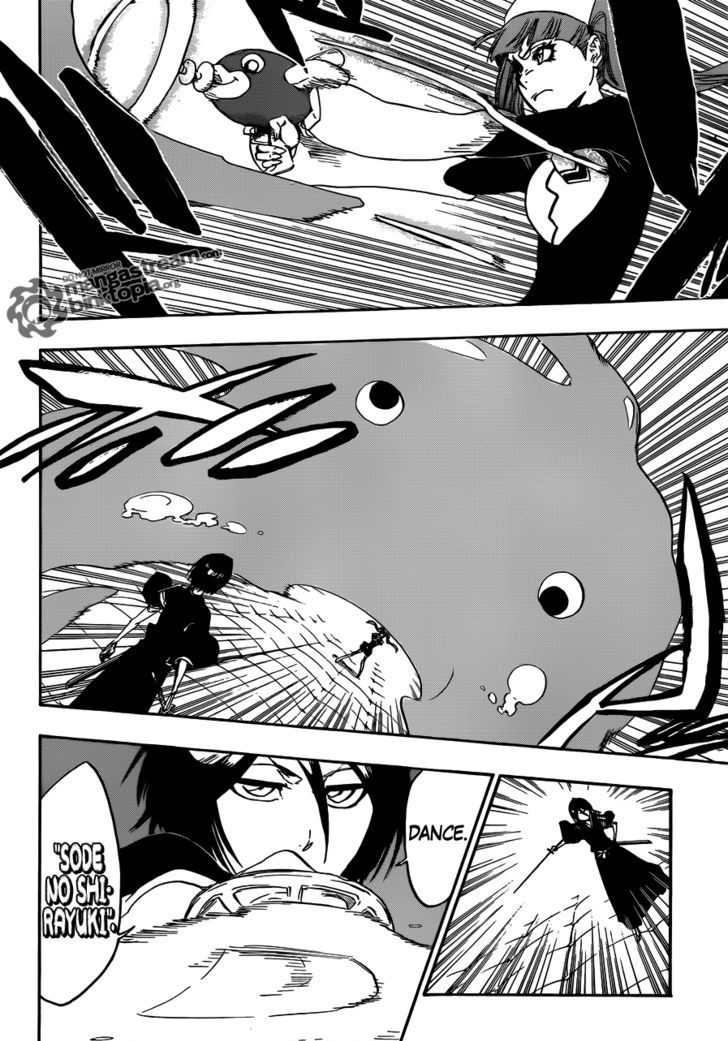 DO NOT MIRROR
mangastream.com
binktopia.org
DANCE.
"SODE
NO SHI-
RAYUKI".